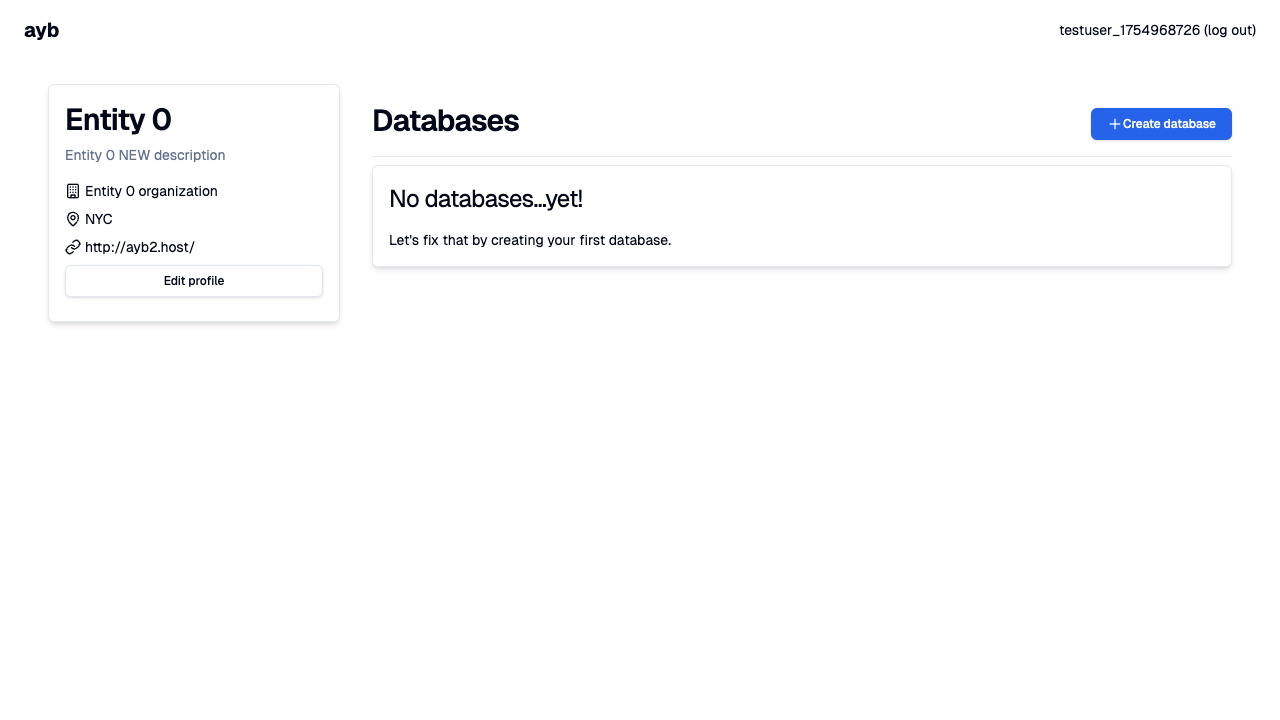 ayb
testuser_1754968726 (log out)
Entity 0
Entity 0 NEW description
Entity 0 organization
NYC
http://ayb2.host/
Edit profile
Databases
Create database
No databases...yet!
Let's fix that by creating your first database.